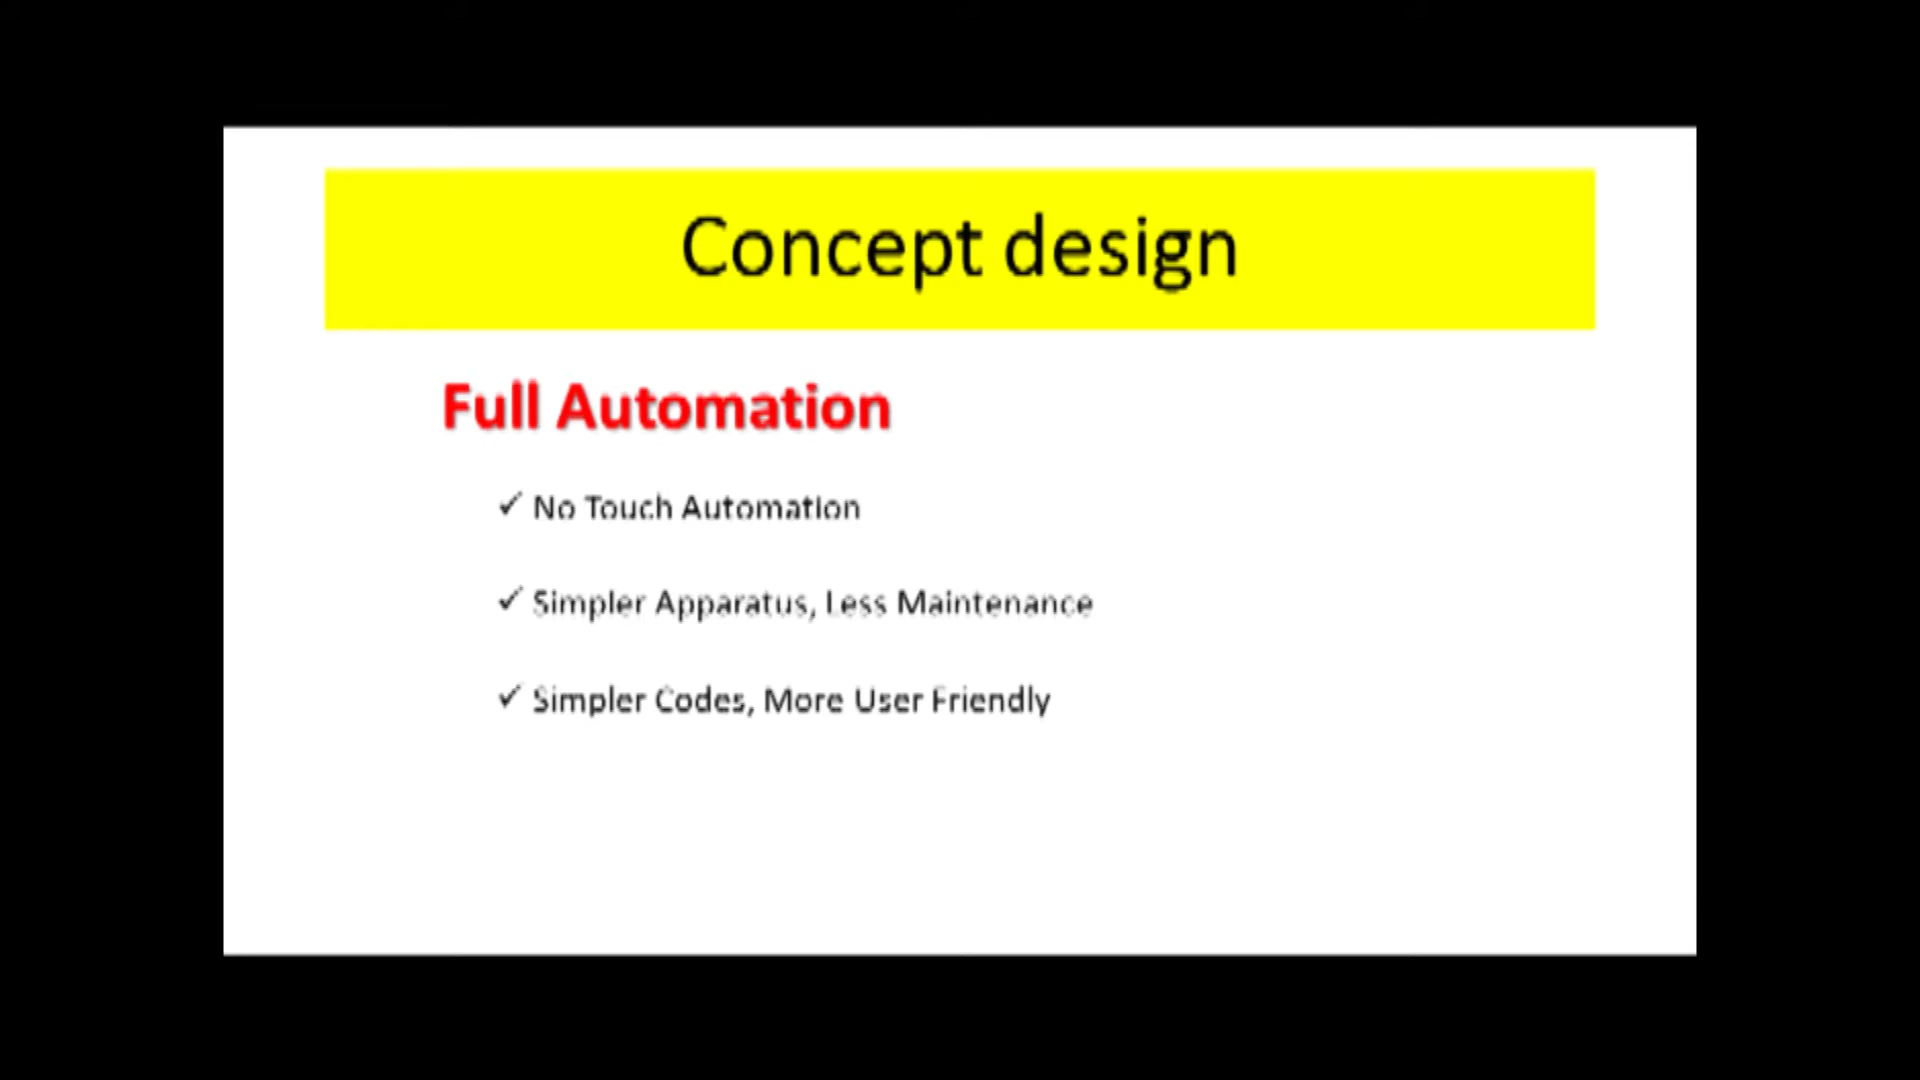 Concept design
Full Automation
✓ No Touch Automation
✓ Simpler Apparatus, Less Maintenance
✓ Simpler Codes, More User Friendly